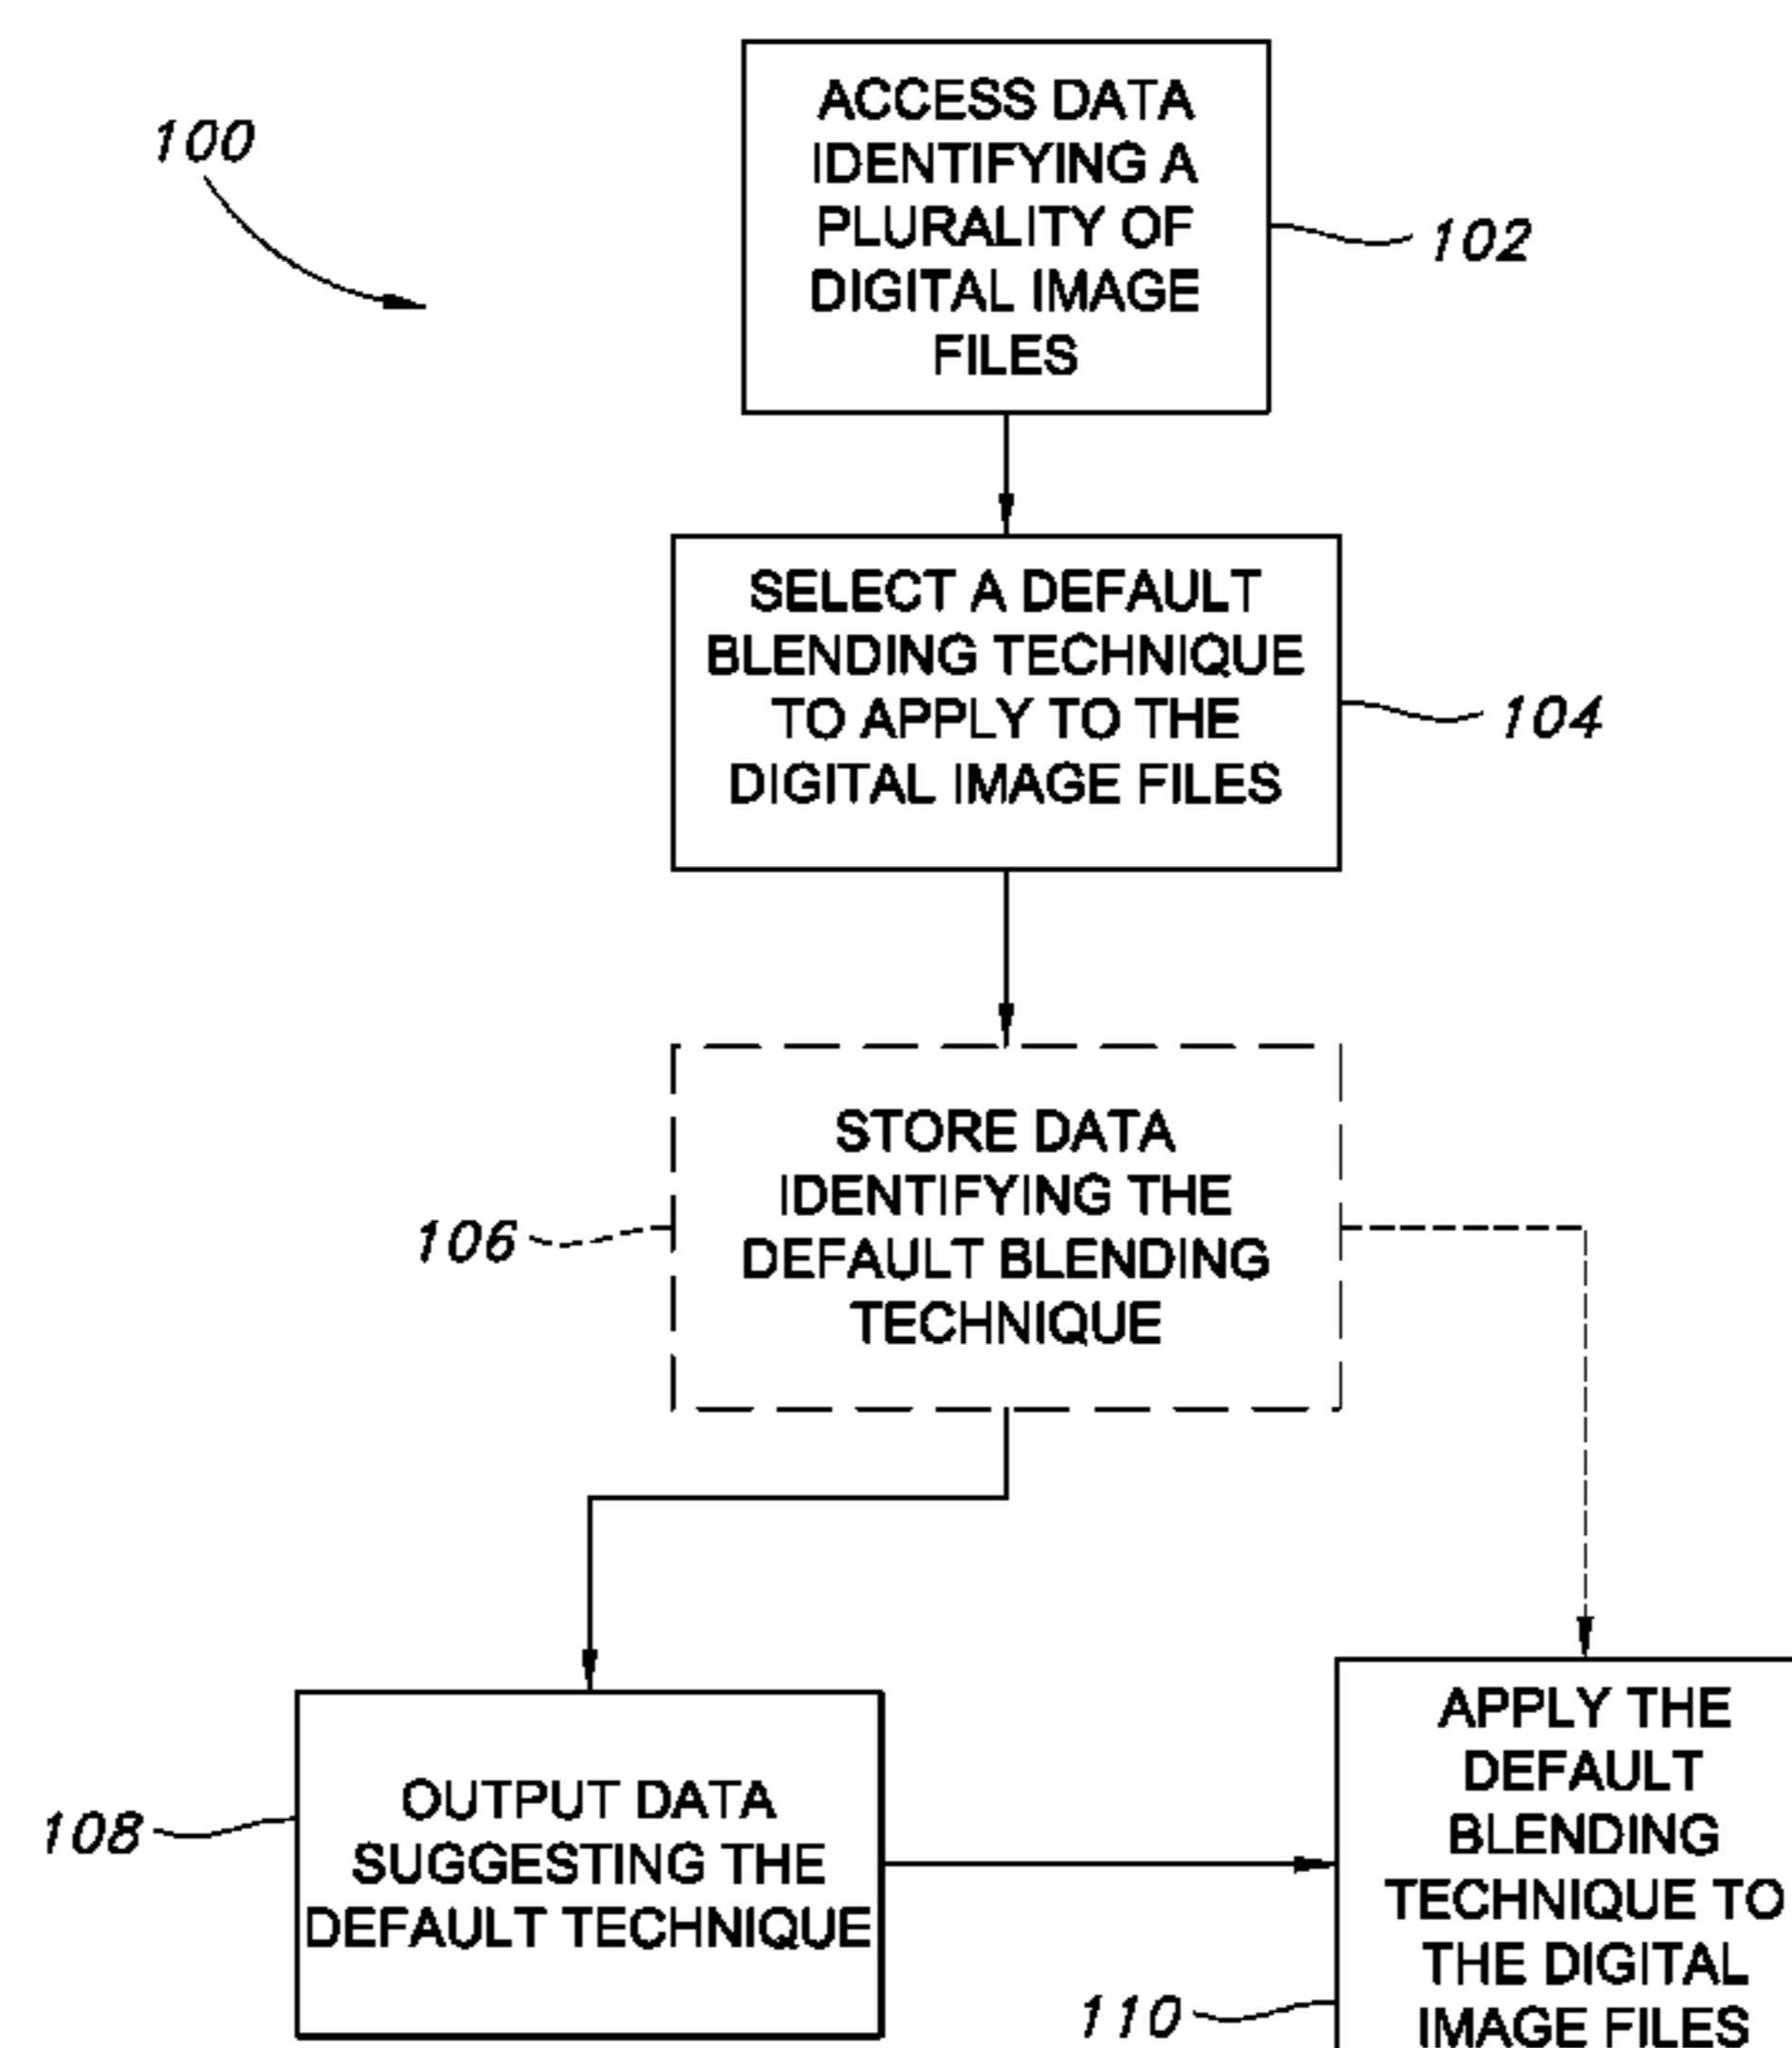 100
ACCESS DATA
IDENTIFYING A
PLURALITY OF
DIGITAL IMAGE
FILES
102
SELECT A DEFAULT
BLENDING TECHNIQUE
TO APPLY TO THE
DIGITAL IMAGE FILES
104
STORE DATA
IDENTIFYING THE
DEFAULT BLENDING
TECHNIQUE
106
OUTPUT DATA
SUGGESTING THE
DEFAULT TECHNIQUE
108
APPLY THE
DEFAULT
BLENDING
TECHNIQUE TO
THE DIGITAL
IMAGE FILES
110